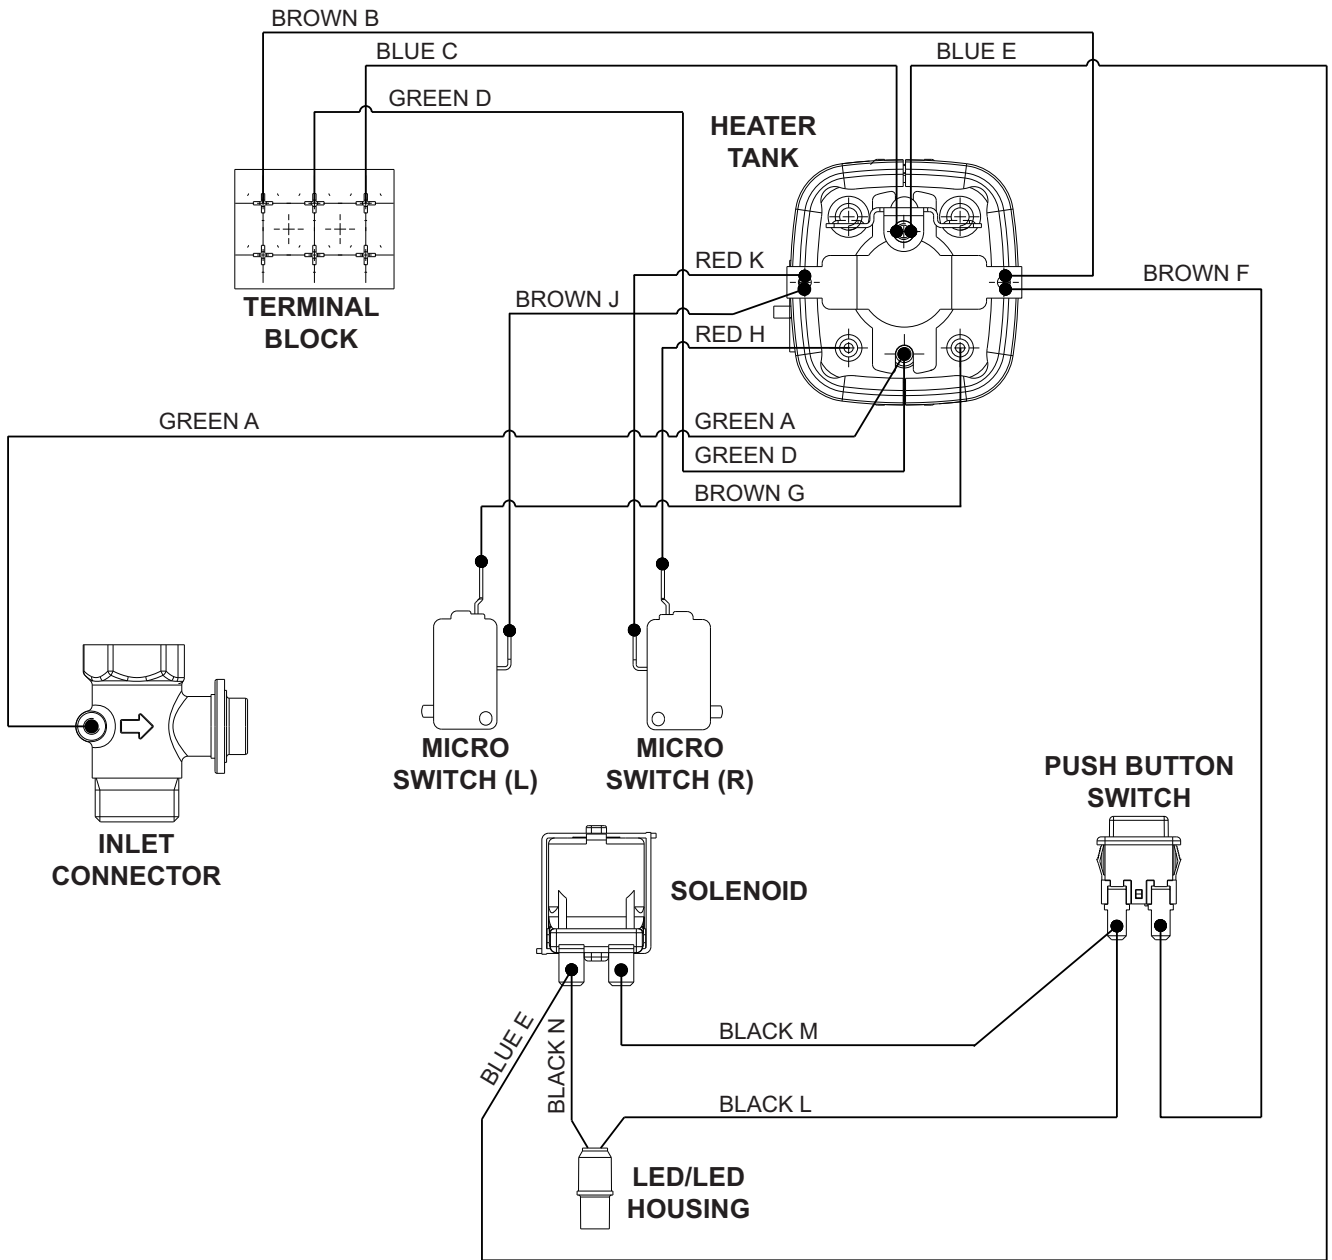 BROWN B
BLUE C
BLUE E
GREEN D
HEATER
TANK
RED K
BROWN F
BROWN J
TERMINAL
BLOCK
RED H
GREEN A
GREEN A
GREEN D
BROWN G
MICRO
SWITCH (L)
MICRO
SWITCH (R)
PUSH BUTTON
SWITCH
INLET
CONNECTOR
SOLENOID
BLUE E
BLACK N
BLACK M
BLACK L
LED/LED
HOUSING